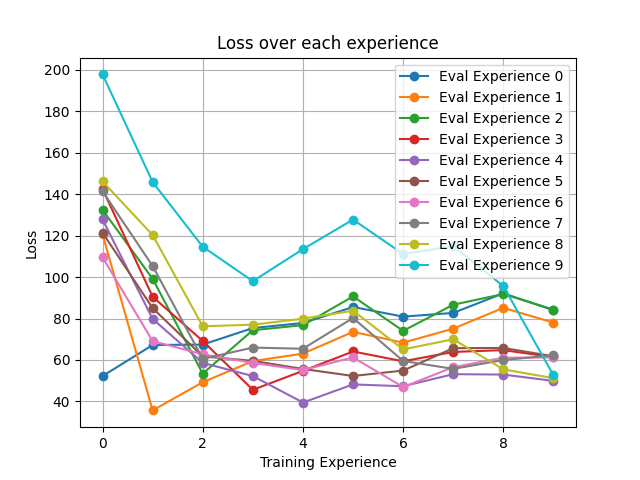 Loss over each experience
200
180
160
140
120
100
80
60
40
Loss
0
2
4
6
8
Training Experience
Eval Experience 0
Eval Experience 1
Eval Experience 2
Eval Experience 3
Eval Experience 4
Eval Experience 5
Eval Experience 6
Eval Experience 7
Eval Experience 8
Eval Experience 9